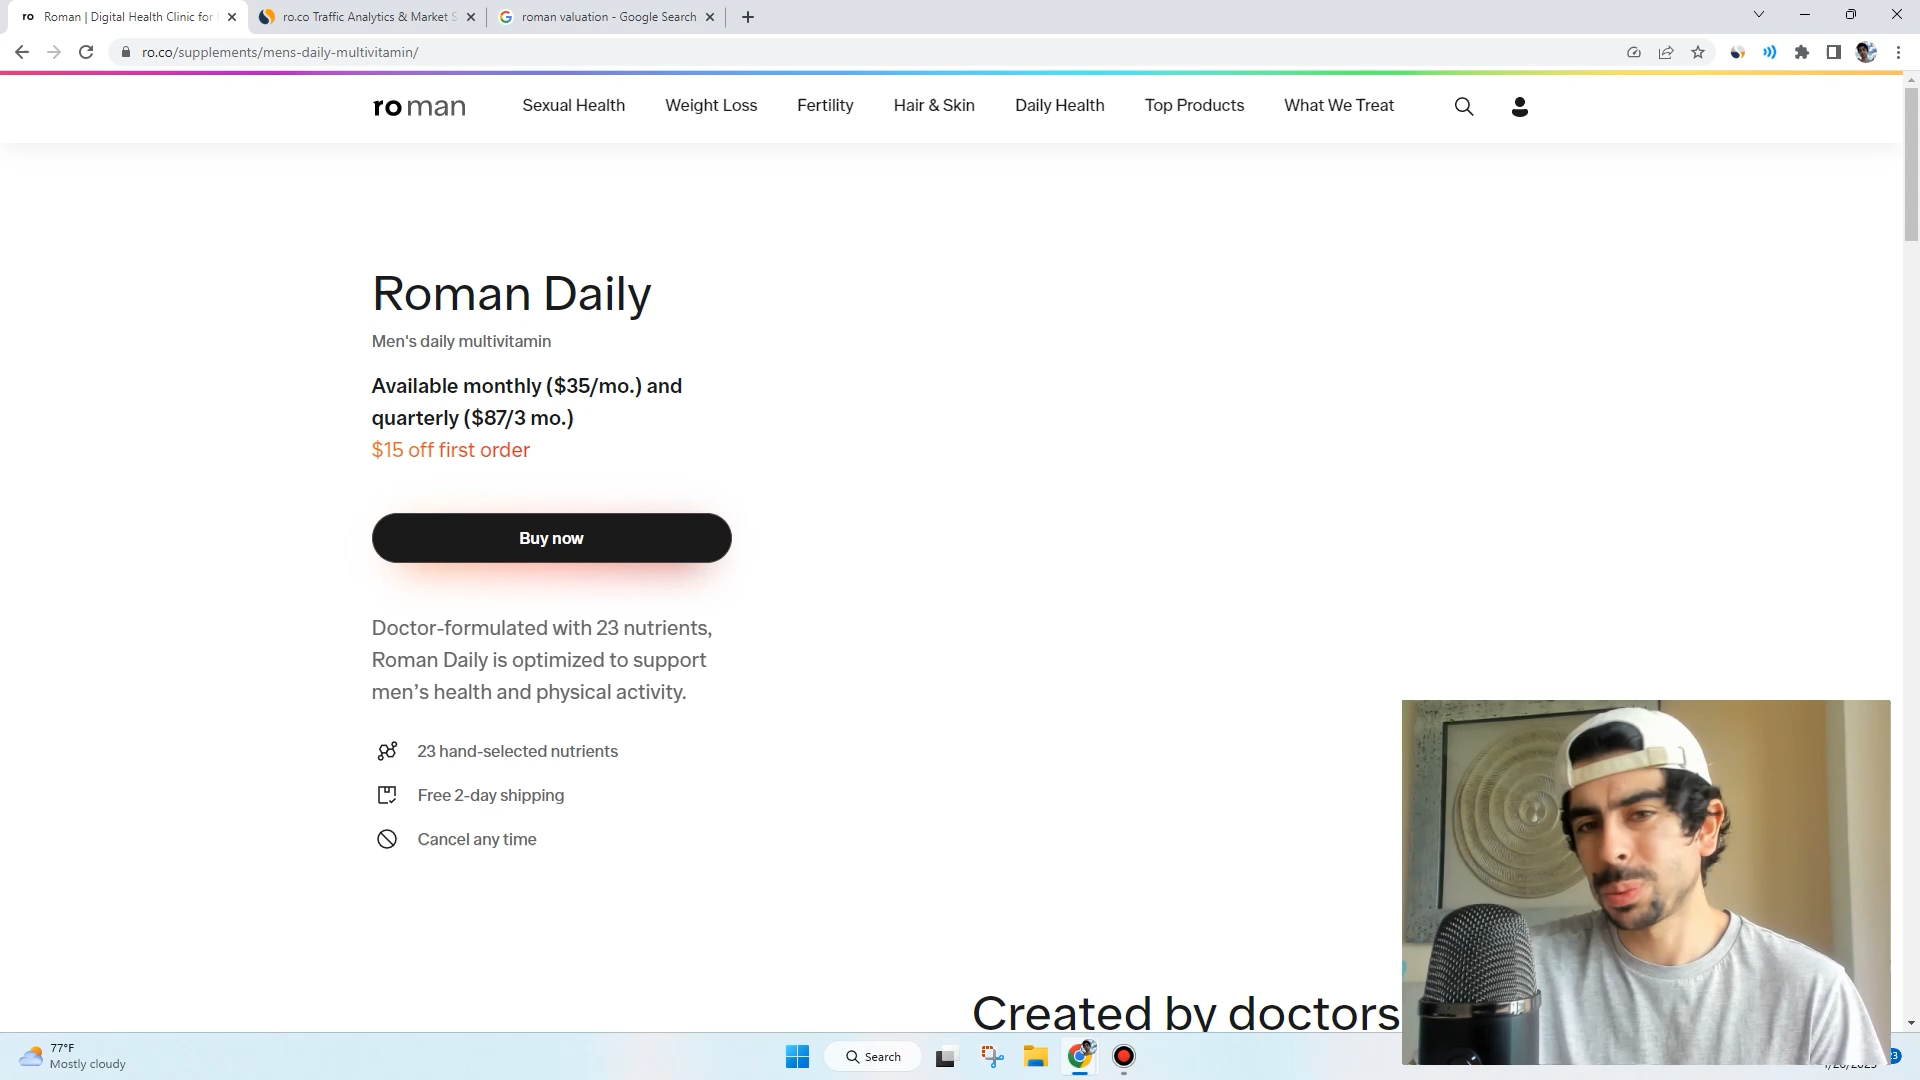 Roman | Digital Health Clinic for
ro.co Traffic Analytics & Market S
roman valuation - Google Search
ro.co/supplements/mens-daily-multivitamin/
roman
Sexual Health
Weight Loss
Fertility
Hair & Skin
Daily Health
Top Products
What We Treat
Roman Daily
Men's daily multivitamin
Available monthly ($35/mo.) and
quarterly ($87/3 mo.)
$15 off first order
Buy now
Doctor-formulated with 23 nutrients,
Roman Daily is optimized to support
men’s health and physical activity.
23 hand-selected nutrients
Free 2-day shipping
Cancel any time
Created by doctors
77°F
Mostly cloudy
Search